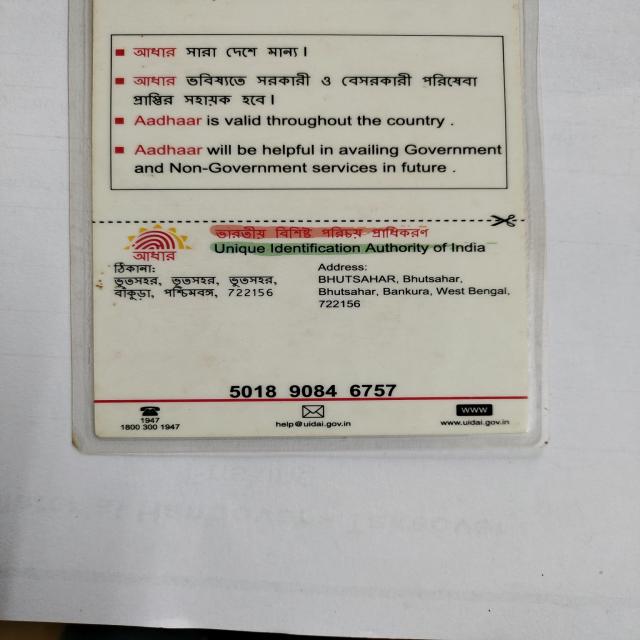 আধার সারা দেশে মান্য।
আধার ভবিষ্যতে সরকারী ও বেসরকারী পরিষেবা
প্রাপ্তির সহায়ক হবে।
Aadhaar is valid throughout the country .
Aadhaar will be helpful in availing Government
and Non-Government services in future .
ভারতীয় বিশিষ্ট পরিচয় প্রাধিকরণ
Unique Identification Authority of India
আধার
ঠিকানা:
ভূতসহর, ভূতসহর, ভূতসহর,
বাঁকুড়া, পশ্চিমবঙ্গ, 722156
Address:
BHUTSAHAR, Bhutsahar,
Bhutsahar, Bankura, West Bengal,
722156
5018 9084 6757
1947
1800 300 1947
help@uidai.gov.in
www
www.uidai.gov.in